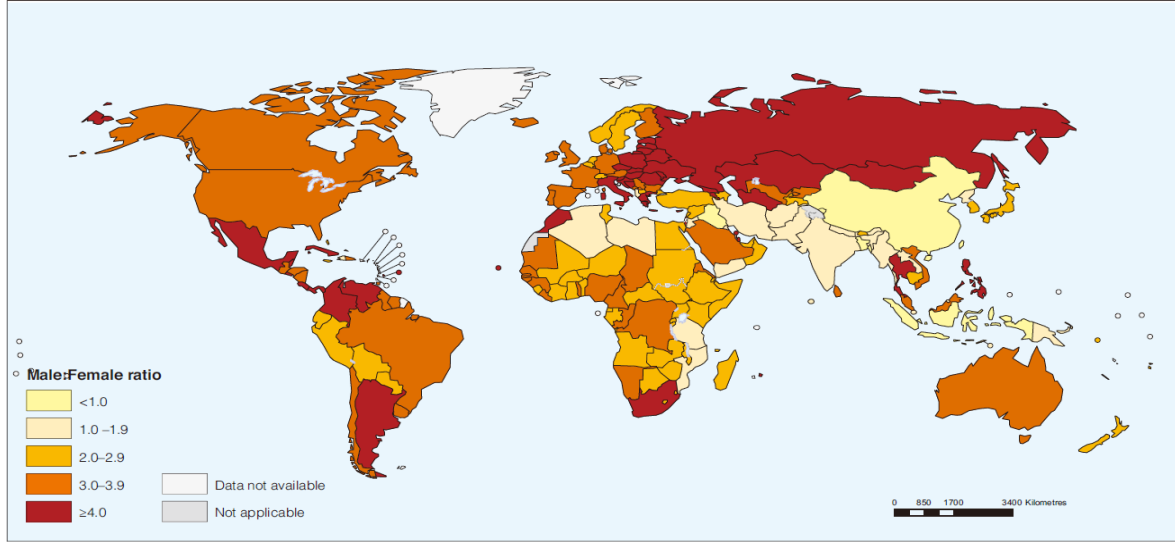 Male:Female ratio
<1.0
1.0 –1.9
2.0–2.9
3.0–3.9
≥4.0
Data not available
Not applicable
0 850 1700 3400 Kilometres